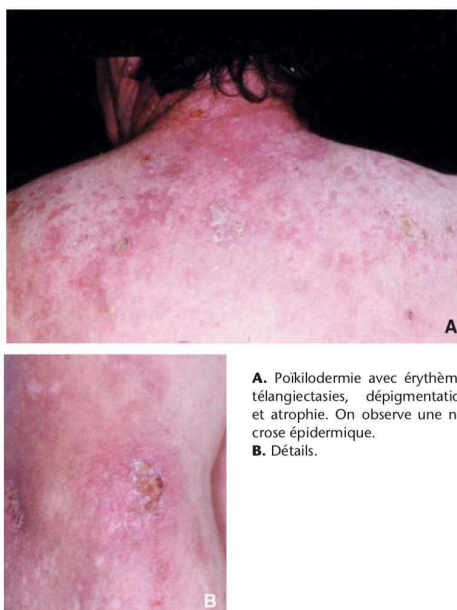 A
A. Poïkilodermie avec érythèm
télangiectasies, dépigmentatio
et atrophie. On observe une n
crose épidermique.
B. Détails.
B